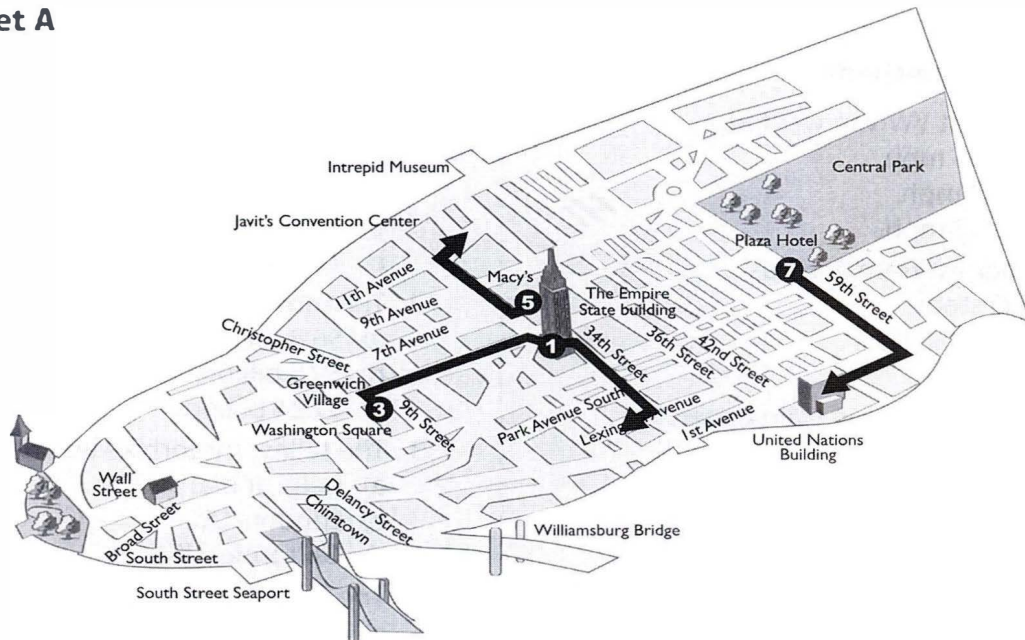 et A
Intrepid Museum
Central Park
Javit's Convention Center
Plaza Hotel
7
59th Street
Macy's
5
11th Avenue
The Empire
State building
9th Avenue
Christopher Street
7th Avenue
1
34th Street
36th Street
42nd Street
Greenwich
Village
3
9th Street
Washington Square
Park Avenue South
Avenue
1st Avenue
United Nations
Building
Wall
Street
Broad Street
South Street
Delancy Street
Chinatown
Williamsburg Bridge
South Street Seaport